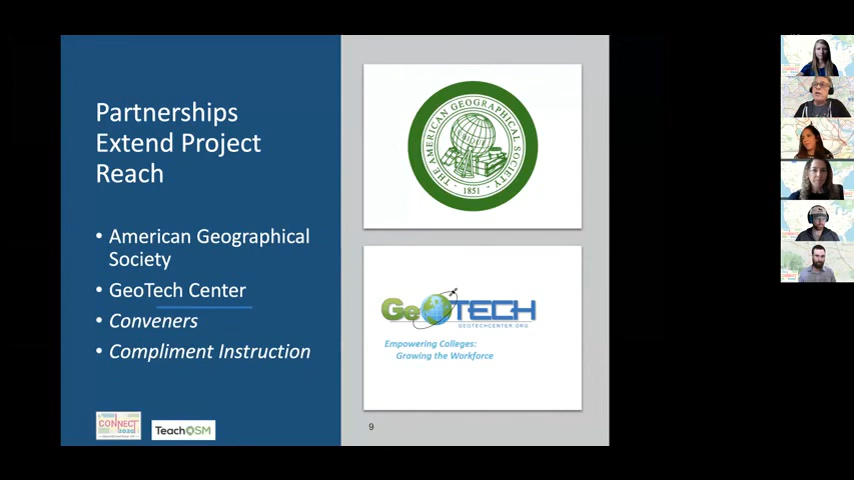 Partnerships
Extend Project
Reach
• American Geographical
Society
• GeoTech Center
• Conveners
• Compliment Instruction
THE AMERICAN GEOGRAPHICAL SOCIETY
· 1851 ·
GeoTECH
GEOTECHCENTER.ORG
Empowering Colleges:
Growing the Workforce
CONNECT
2020
TeachOSM
9